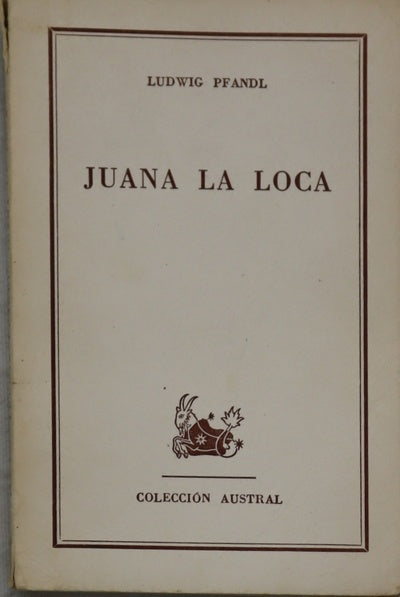 LUDWIG PFANDL
JUANA LA LOCA
COLECCIÓN AUSTRAL